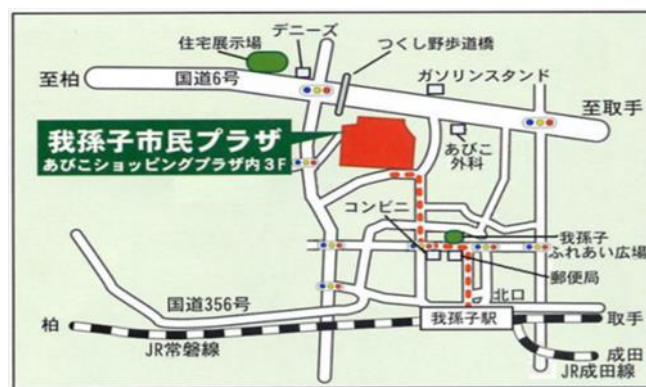 デニーズ
住宅展示場
つくし野歩道橋
至柏
国道6号
ガソリンスタンド
至取手
我孫子市民プラザ
あびこショッピングプラザ内3F
あびこ
外科
コンビニ
我孫子
ふれあい広場
郵便局
国道356号
北口
柏
我孫子駅
取手
JR常磐線
成田
JR成田線